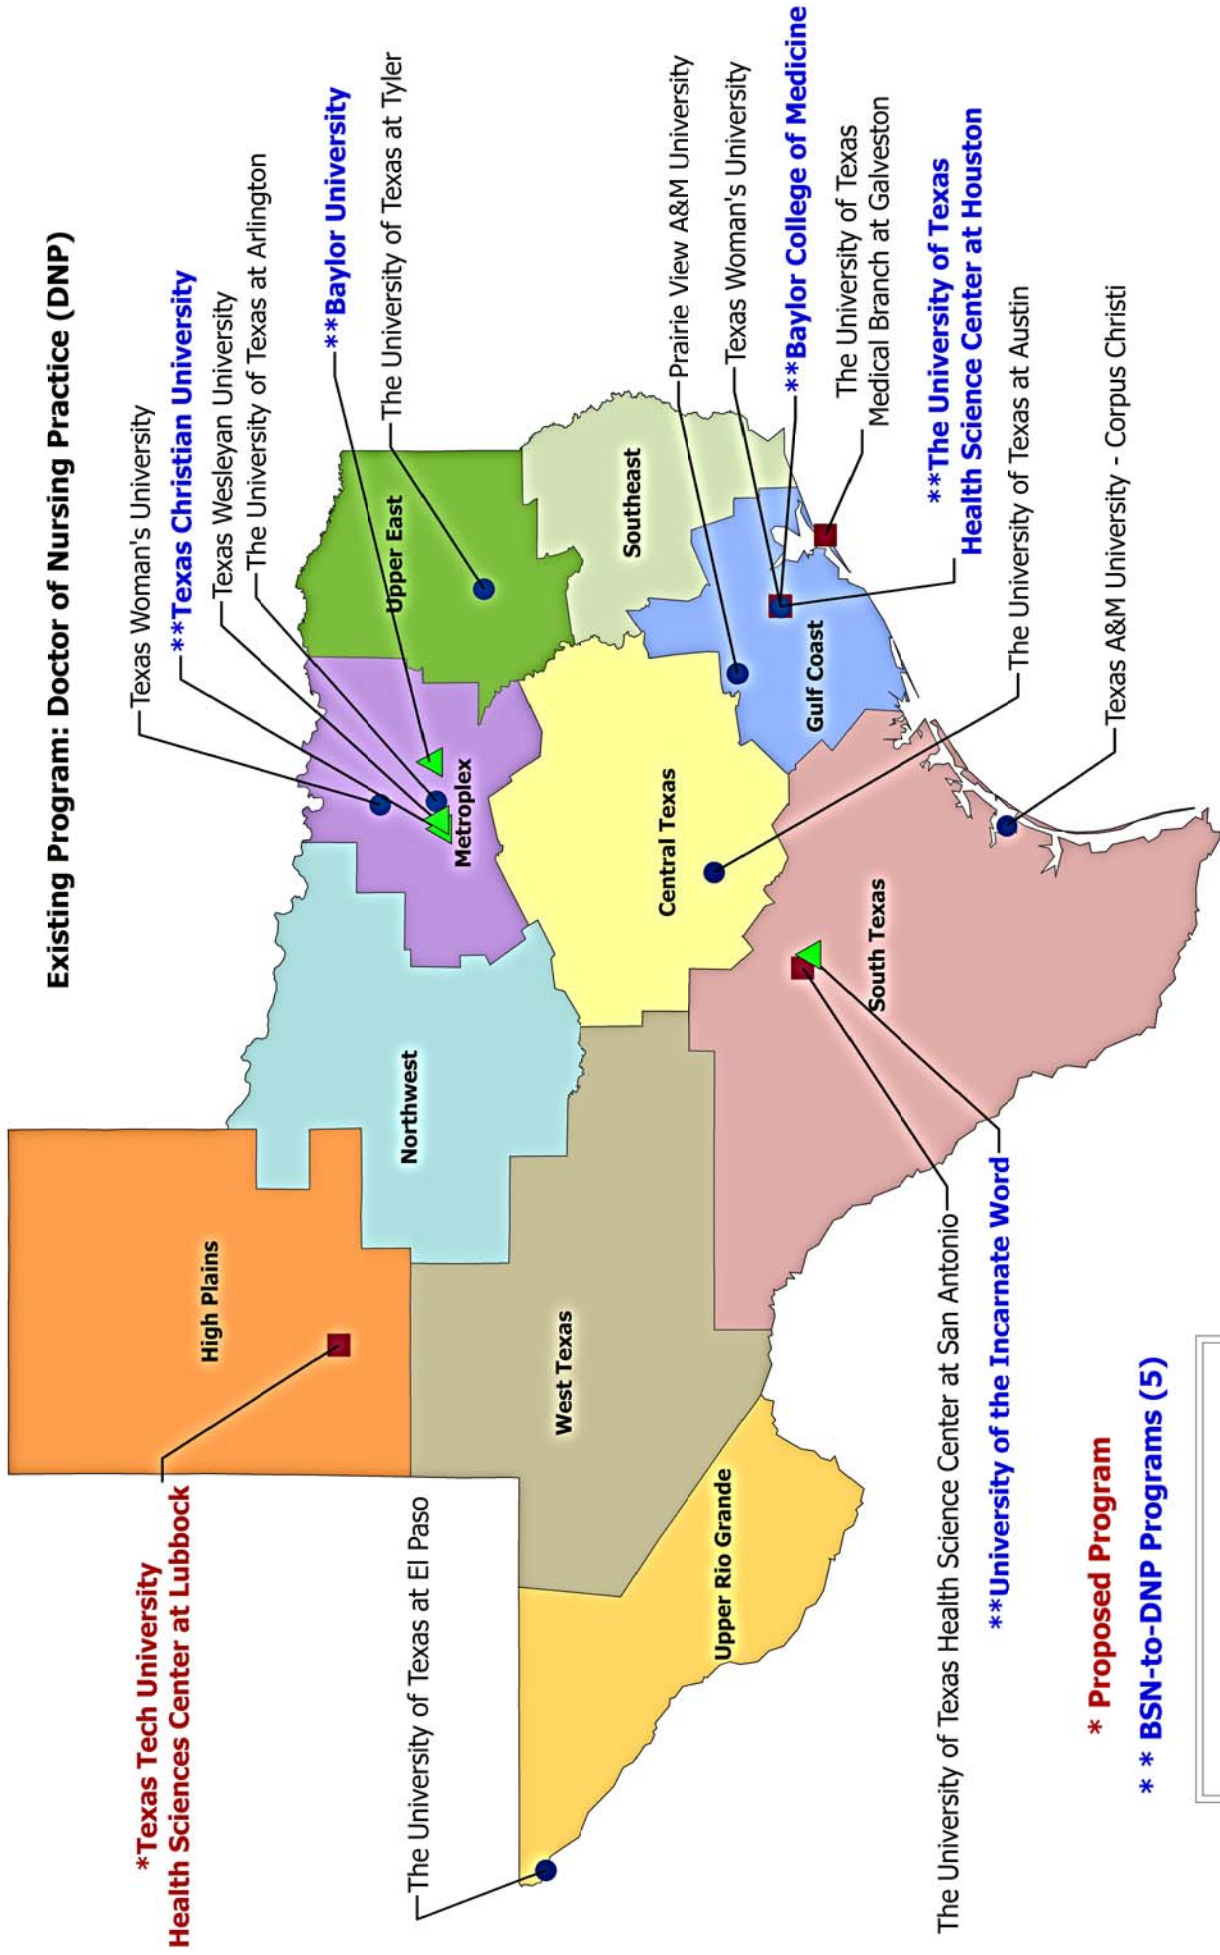 Existing Program: Doctor of Nursing Practice (DNP)
*Texas Tech University
Health Sciences Center at Lubbock
Texas Woman's University
**Texas Christian University
Texas Wesleyan University
The University of Texas at Arlington
**Baylor University
The University of Texas at Tyler
The University of Texas at El Paso
High Plains
Northwest
Metroplex
Upper East
Southeast
West Texas
Central Texas
Upper Rio Grande
Gulf Coast
South Texas
Prairie View A&M University
Texas Woman's University
**Baylor College of Medicine
The University of Texas
Medical Branch at Galveston
**The University of Texas
Health Science Center at Houston
The University of Texas at Austin
Texas A&M University - Corpus Christi
The University of Texas Health Science Center at San Antonio
**University of the Incarnate Word
* Proposed Program
* * BSN-to-DNP Programs (5)